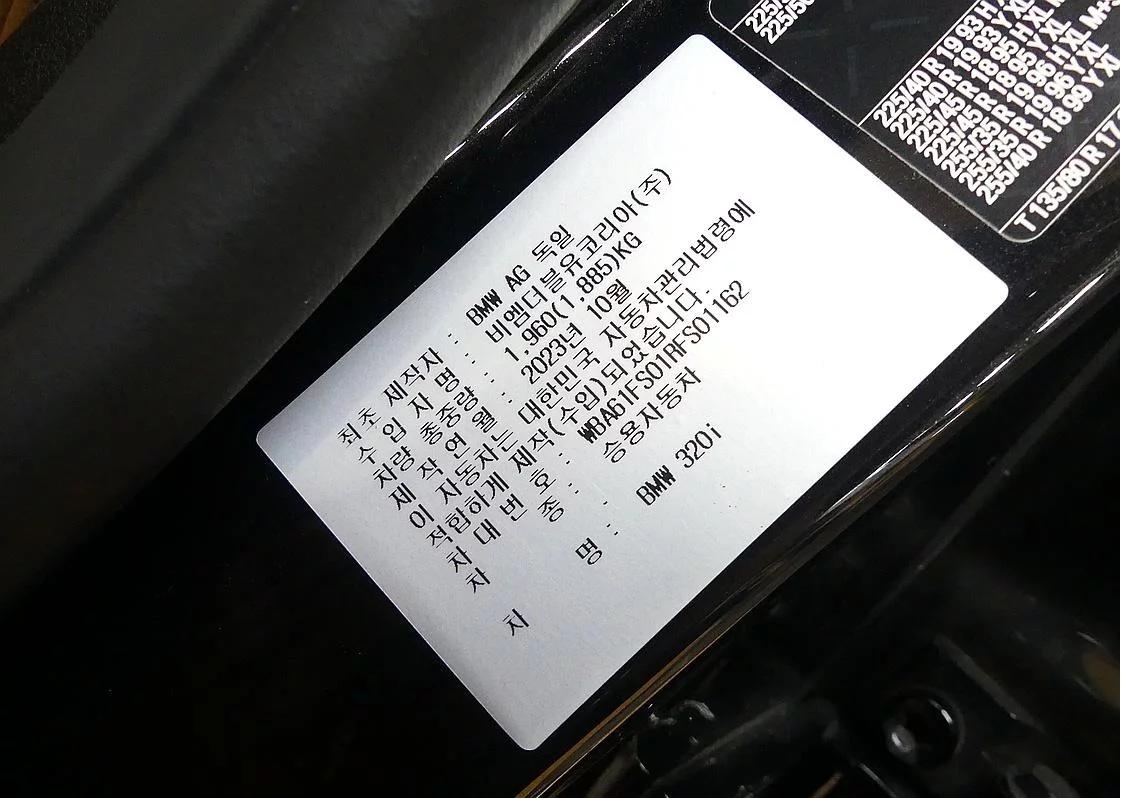 최초 제작자 : BMW AG 독일
수 입 자 명 : 비엠더블유코리아(주)
차량 총중량 : 1,960(1,885)KG
제 작 연 월 : 2023년 10월
이 자동차는 대한민국 자동차관리법령에
적합하게 제작(수입)되었습니다.
차 대 번 호 : WBA61FS01RFS01162
차 종 : 승용자동차
차 명 : BMW 320i
225/40 R 19 93 H
225/40 R 19 93 Y XL
225/45 R 18 95 H XL M+S
225/45 R 18 95 Y XL
255/35 R 19 96 H XL
255/35 R 19 96 Y XL
255/40 R 18 99 Y XL
T 135/80 R 17